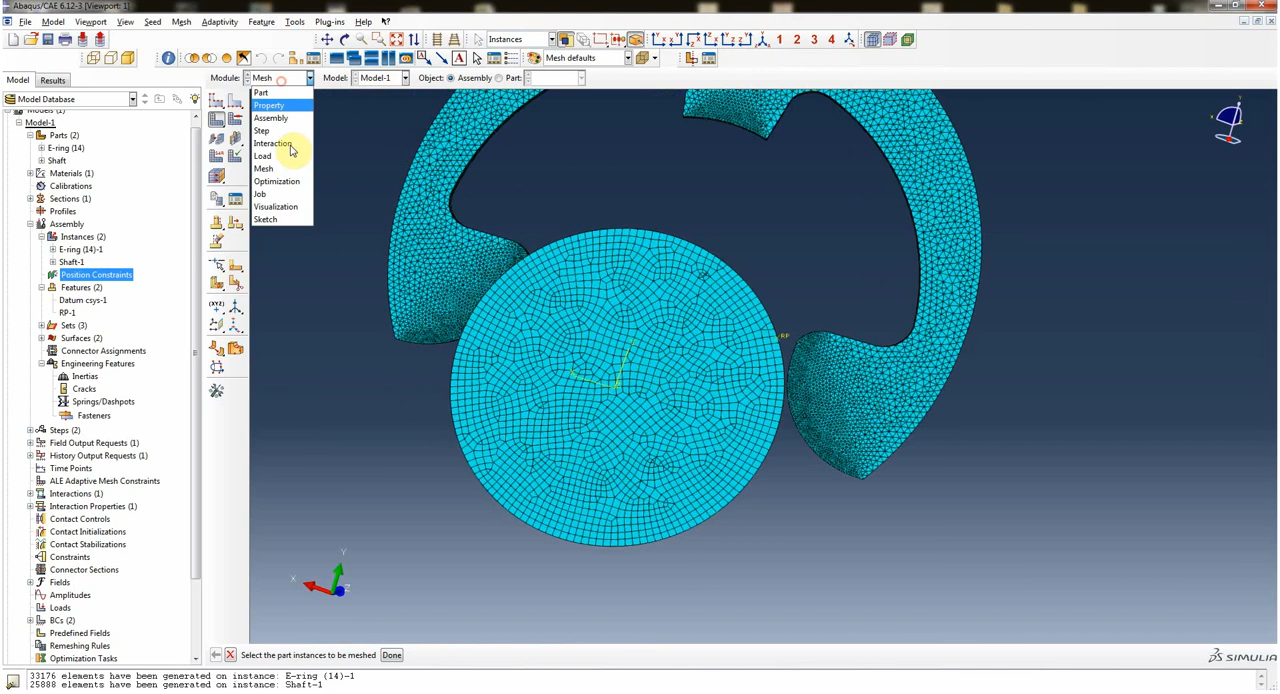 Abaqus/CAE 6.12-3 [Viewport: 1]
File Model Viewport View Seed Mesh Adaptivity Feature Tools Plug-ins Help
Instances 1 2 3 4
Mesh defaults
Model Results Module: Mesh Model: Model-1 Object: Assembly Part:
Model Database
Models (1)
Model-1
Parts (2)
E-ring (14)
Shaft
Materials (1)
Calibrations
Sections (1)
Profiles
Assembly
Instances (2)
E-ring (14)-1
Shaft-1
Position Constraints
Features (2)
Datum csys-1
RP-1
Sets (3)
Surfaces (2)
Connector Assignments
Engineering Features
Inertias
Cracks
Springs/Dashpots
Fasteners
Steps (2)
Field Output Requests (1)
History Output Requests (1)
Time Points
ALE Adaptive Mesh Constraints
Interactions (1)
Interaction Properties (1)
Contact Controls
Contact Initializations
Contact Stabilizations
Constraints
Connector Sections
Fields
Amplitudes
Loads
BCs (2)
Predefined Fields
Remeshing Rules
Optimization Tasks
Part
Property
Assembly
Step
Interaction
Load
Mesh
Optimization
Job
Visualization
Sketch
RP
Y
X
Z
Select the part instances to be meshed Done
SIMULIA
33176 elements have been generated on instance: E-ring (14)-1
25888 elements have been generated on instance: Shaft-1